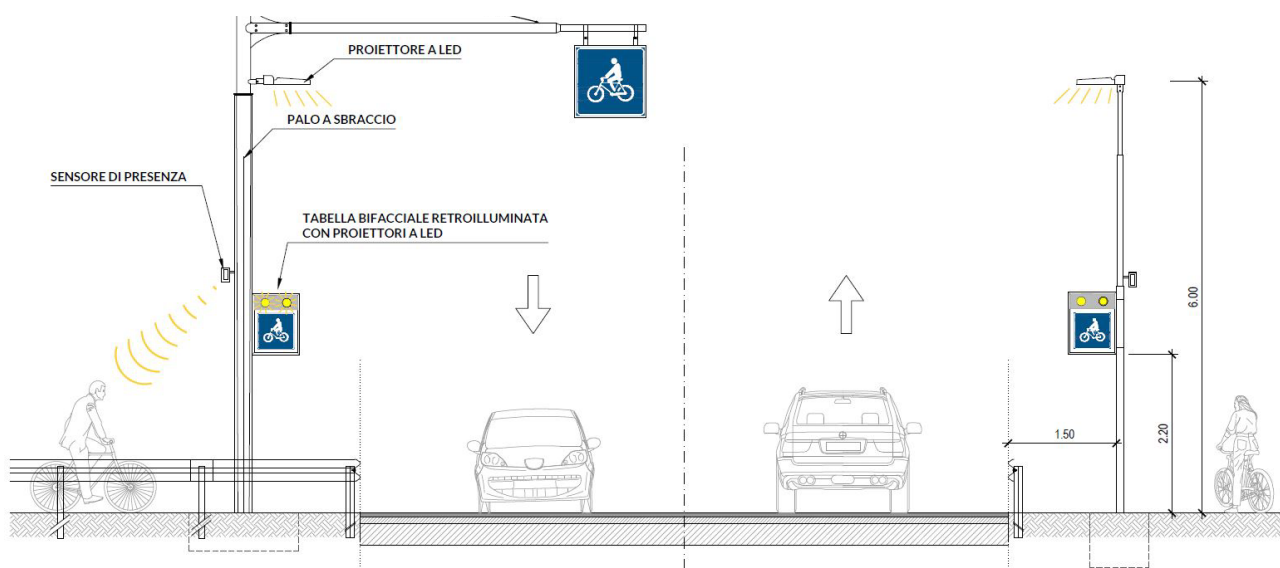 PROIETTORE A LED
PALO A SBRACCIO
SENSORE DI PRESENZA
TABELLA BIFACCIALE RETROILLUMINATA
CON PROIETTORI A LED
6.00
1.50
2.20